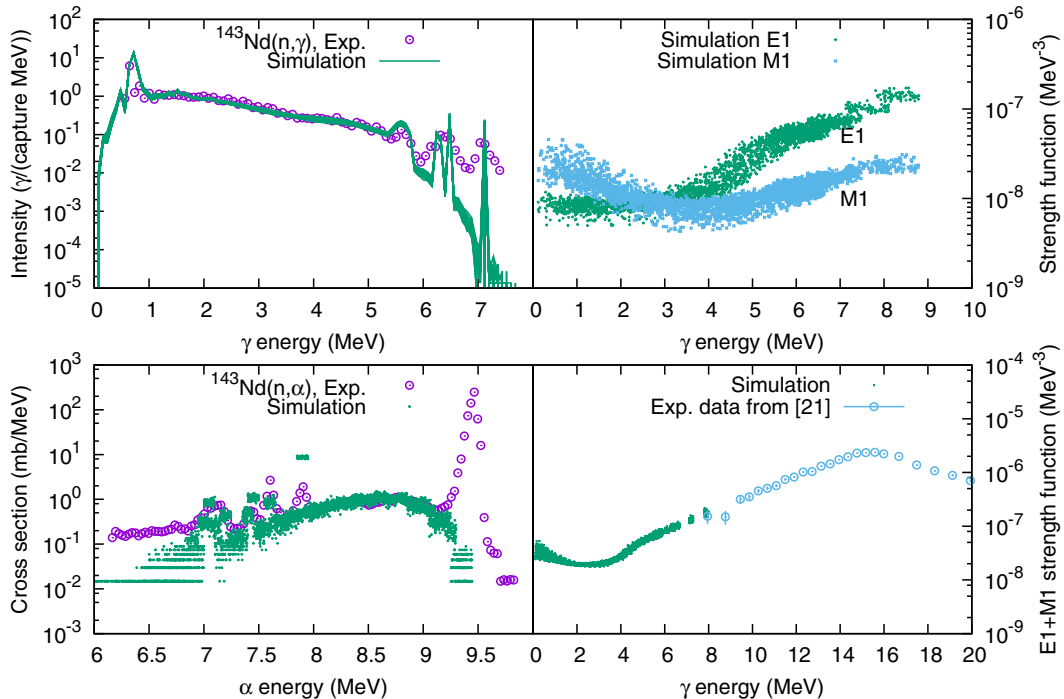 10²
10¹
10⁰
10⁻¹
10⁻²
10⁻³
10⁻⁴
10⁻⁵
Intensity (γ/(capture MeV))
¹⁴³Nd(n,γ), Exp.
Simulation
0 1 2 3 4 5 6 7
γ energy (MeV)
Simulation E1
Simulation M1
E1
M1
10⁻⁶
10⁻⁷
10⁻⁸
10⁻⁹
Strength function (MeV⁻³)
0 1 2 3 4 5 6 7 8 9 10
γ energy (MeV)
10³
10²
10¹
10⁰
10⁻¹
10⁻²
10⁻³
Cross section (mb/MeV)
¹⁴³Nd(n,α), Exp.
Simulation
6 6.5 7 7.5 8 8.5 9 9.5
α energy (MeV)
Simulation
Exp. data from [21]
10⁻⁴
10⁻⁵
10⁻⁶
10⁻⁷
10⁻⁸
10⁻⁹
E1+M1 strength function (MeV⁻³)
0 2 4 6 8 10 12 14 16 18 20
γ energy (MeV)